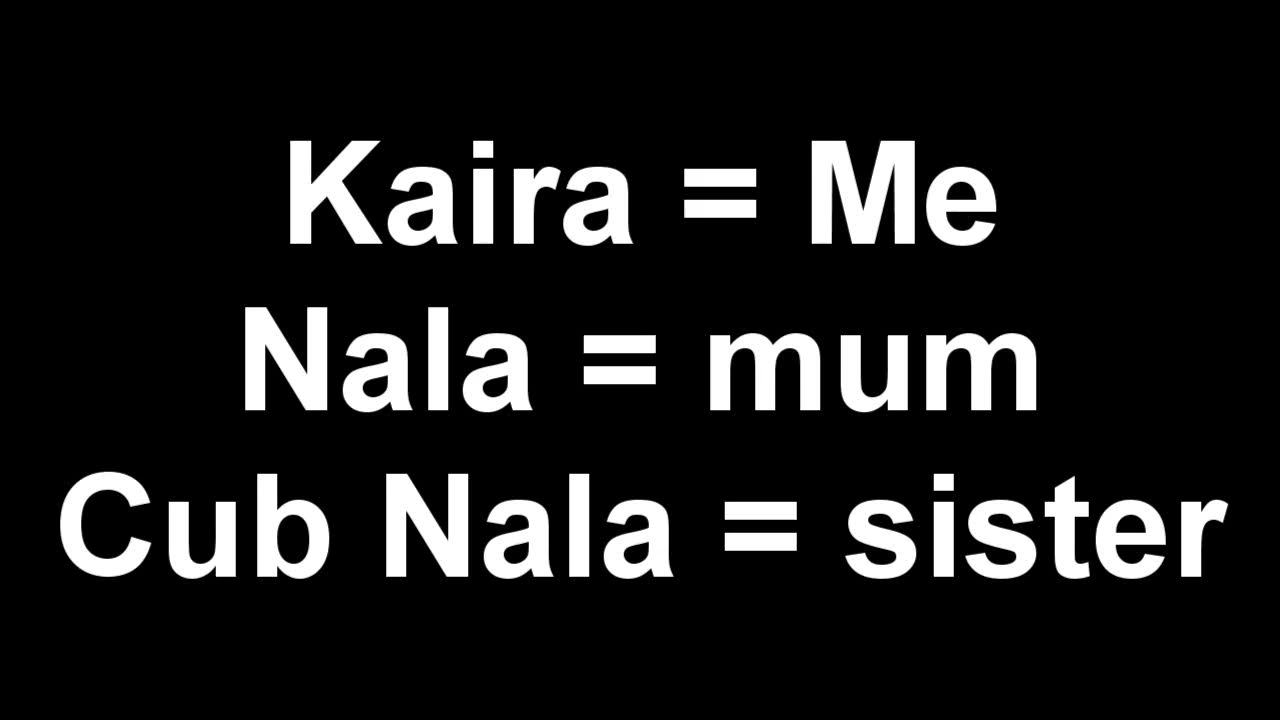 Kaira = Me
Nala = mum
Cub Nala = sister